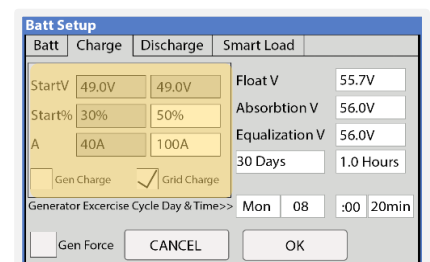 Batt Setup
Batt Charge Discharge Smart Load
StartV 49.0V 49.0V
Start% 30% 50%
A 40A 100A
Gen Charge Grid Charge
Float V 55.7V
Absorbtion V 56.0V
Equalization V 56.0V
30 Days 1.0 Hours
Generator Excercise Cycle Day & Time>> Mon 08 :00 20min
Gen Force CANCEL OK